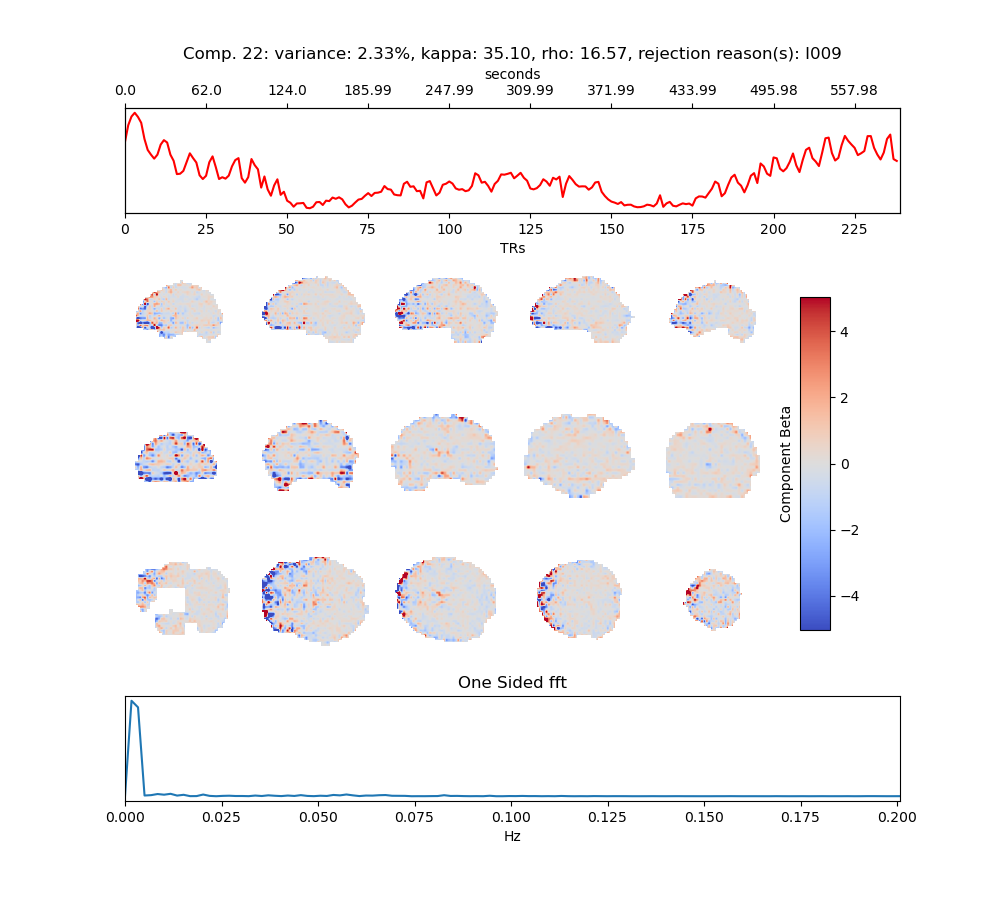 Comp. 22: variance: 2.33%, kappa: 35.10, rho: 16.57, rejection reason(s): I009
seconds
0.0 62.0 124.0 185.99 247.99 309.99 371.99 433.99 495.98 557.98
0 25 50 75 100 125 150 175 200 225
TRs
4
2
0
−2
−4
Component Beta
One Sided fft
0.000 0.025 0.050 0.075 0.100 0.125 0.150 0.175 0.200
Hz